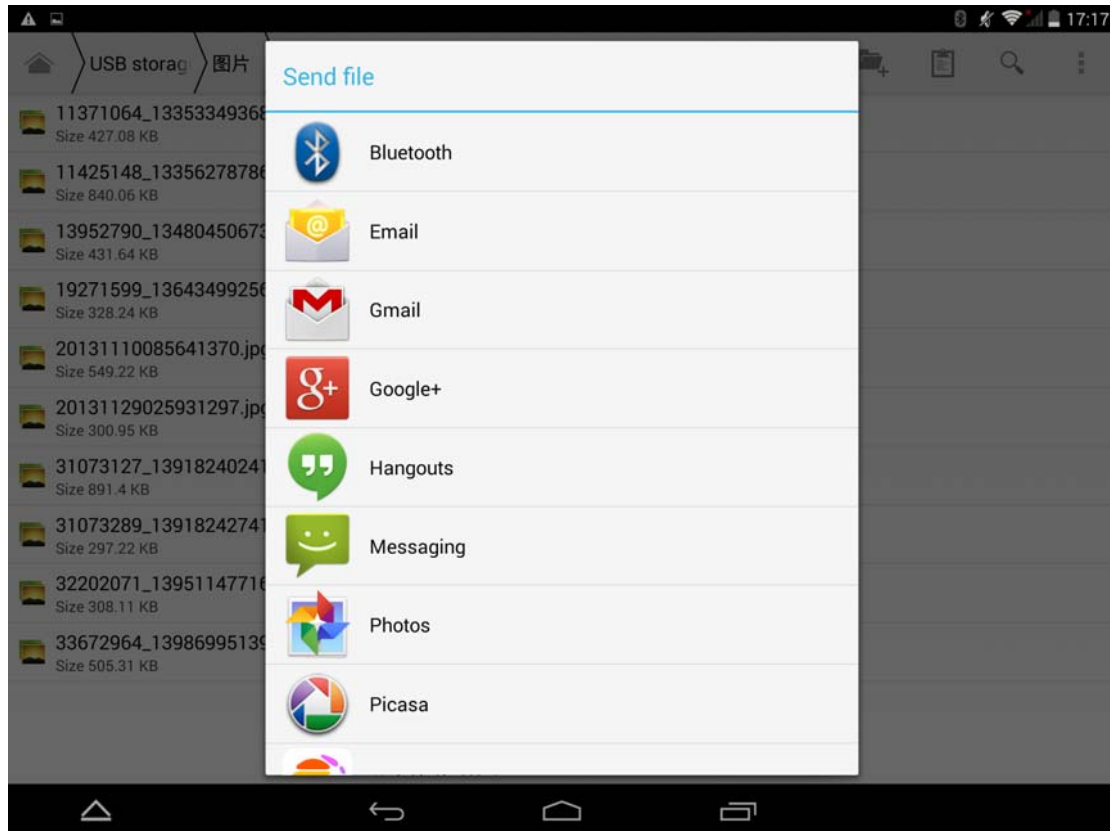 17:17
USB storag
图片
Send file
11371064_13353349368
Size 427.08 KB
11425148_13356278786
Size 840.06 KB
13952790_13480450673
Size 431.64 KB
19271599_13643499256
Size 328.24 KB
20131110085641370.jpg
Size 549.22 KB
20131129025931297.jpg
Size 300.95 KB
31073127_13918240241
Size 891.4 KB
31073289_13918242741
Size 297.22 KB
32202071_13951147716
Size 308.11 KB
33672964_13986995139
Size 505.31 KB
Bluetooth
Email
Gmail
Google+
Hangouts
Messaging
Photos
Picasa